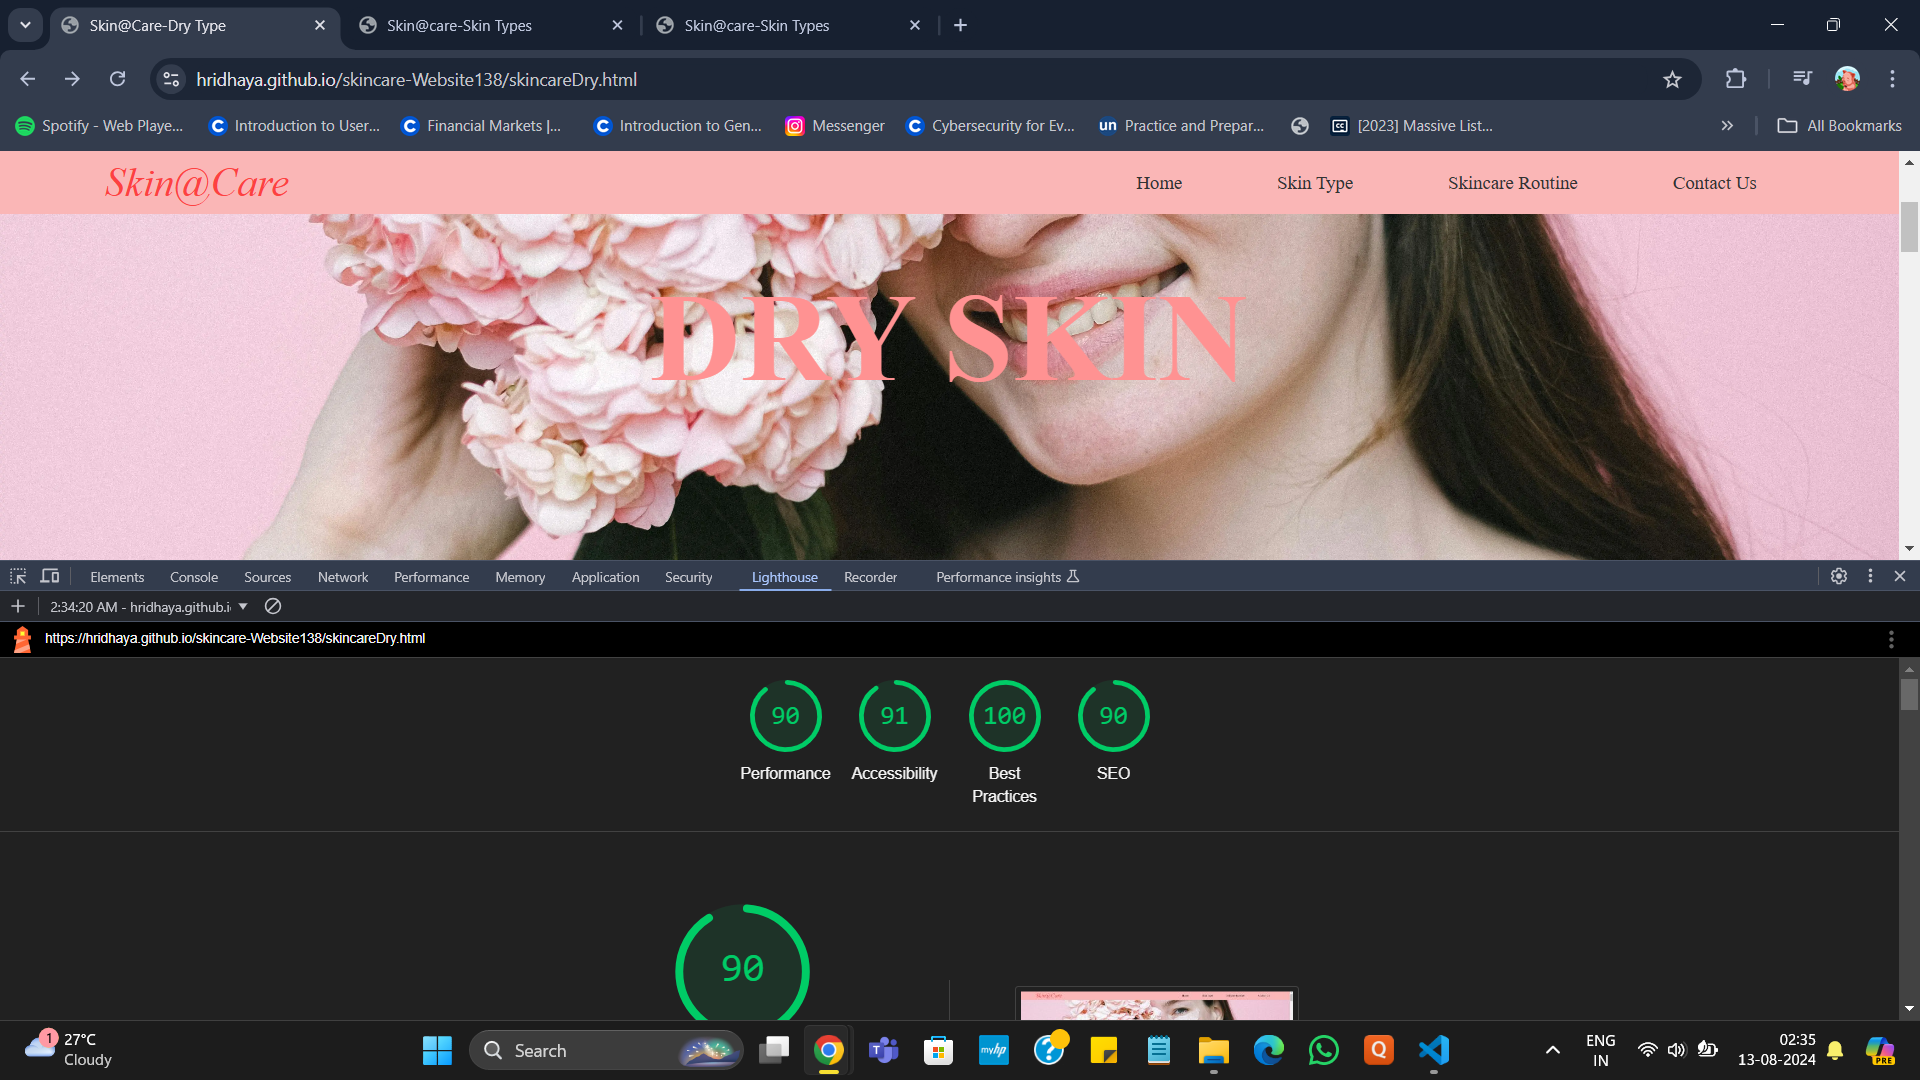 Skin@Care-Dry Type
Skin@care-Skin Types
Skin@care-Skin Types
hridhaya.github.io/skincare-Website138/skincareDry.html
Spotify - Web Playe...
Introduction to User...
Financial Markets |...
Introduction to Gen...
Messenger
Cybersecurity for Ev...
un Practice and Prepar...
[2023] Massive List...
All Bookmarks
Skin@Care
Home
Skin Type
Skincare Routine
Contact Us
DRY SKIN
Elements Console Sources Network Performance Memory Application Security Lighthouse Recorder Performance insights
2:34:20 AM - hridhaya.github.i
https://hridhaya.github.io/skincare-Website138/skincareDry.html
90 91 100 90
Performance Accessibility Best Practices SEO
90
1
27°C
Cloudy
Search
myhp
ENG
IN
02:35
13-08-2024
PRE